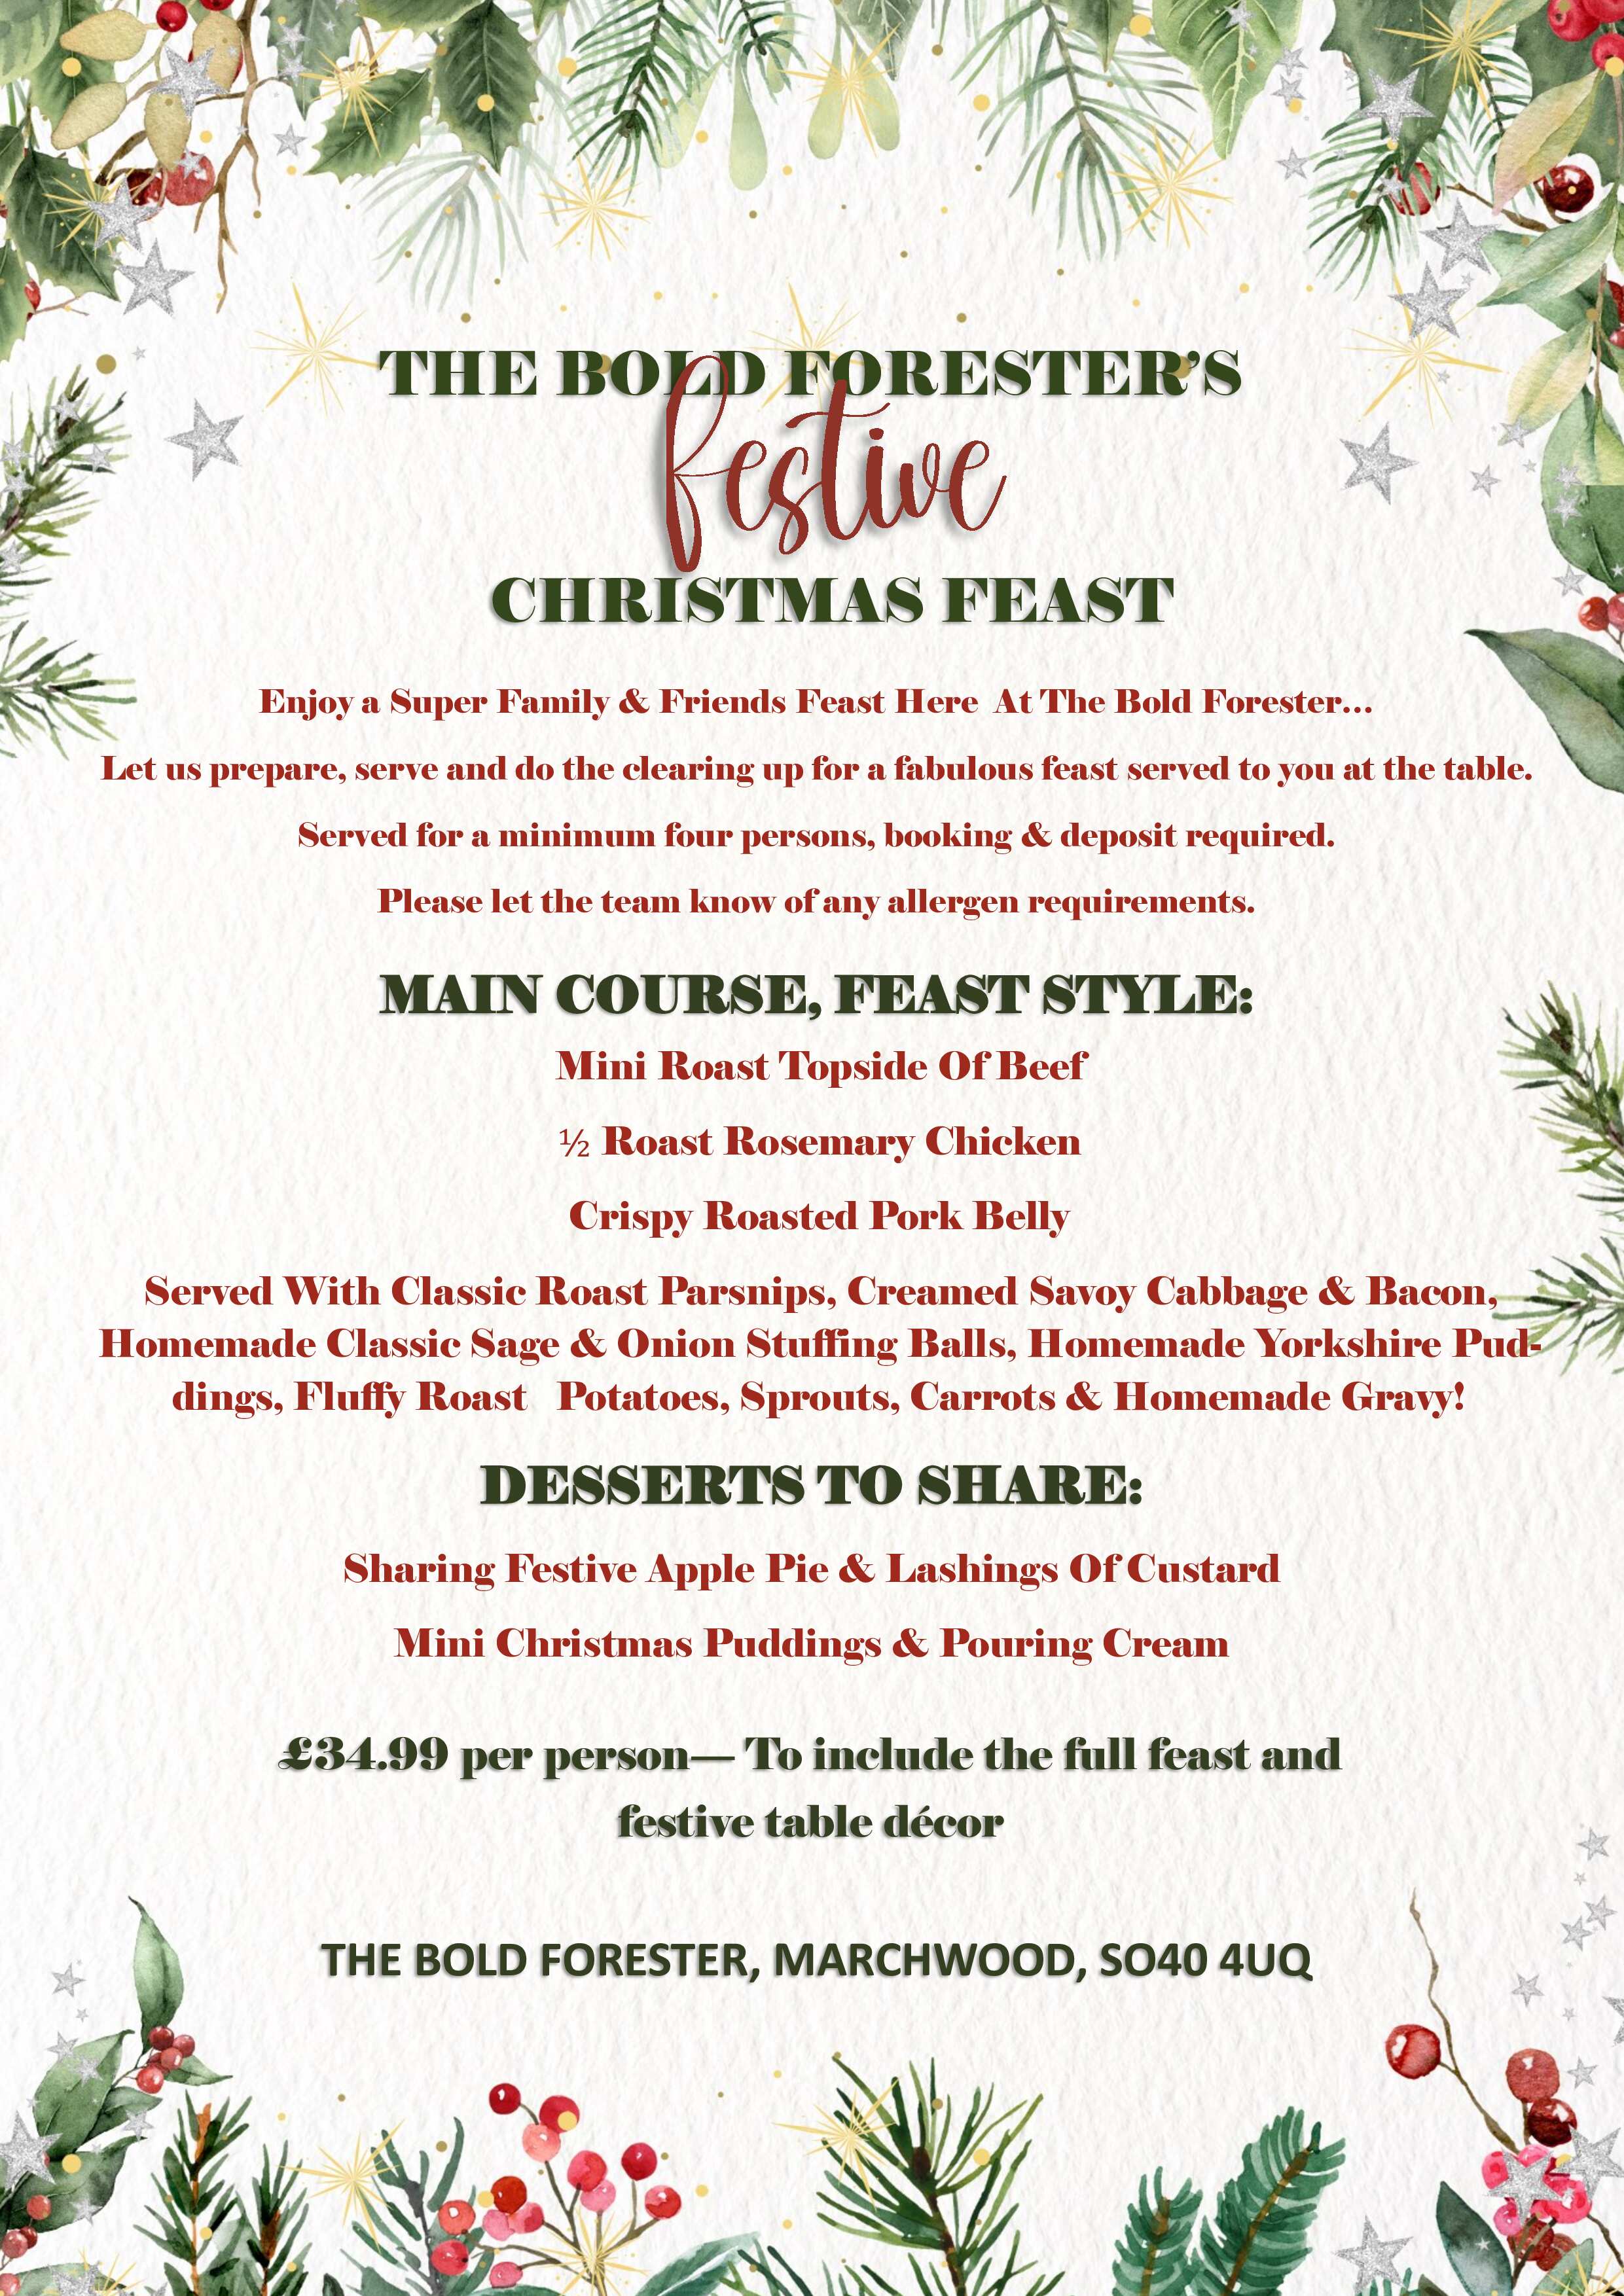 THE BOLD FORESTER’S
festive
CHRISTMAS FEAST
Enjoy a Super Family & Friends Feast Here At The Bold Forester…
Let us prepare, serve and do the clearing up for a fabulous feast served to you at the table.
Served for a minimum four persons, booking & deposit required.
Please let the team know of any allergen requirements.
MAIN COURSE, FEAST STYLE:
Mini Roast Topside Of Beef
½ Roast Rosemary Chicken
Crispy Roasted Pork Belly
Served With Classic Roast Parsnips, Creamed Savoy Cabbage & Bacon,
Homemade Classic Sage & Onion Stuffing Balls, Homemade Yorkshire Pud-
dings, Fluffy Roast Potatoes, Sprouts, Carrots & Homemade Gravy!
DESSERTS TO SHARE:
Sharing Festive Apple Pie & Lashings Of Custard
Mini Christmas Puddings & Pouring Cream
£34.99 per person— To include the full feast and
festive table décor
THE BOLD FORESTER, MARCHWOOD, SO40 4UQ